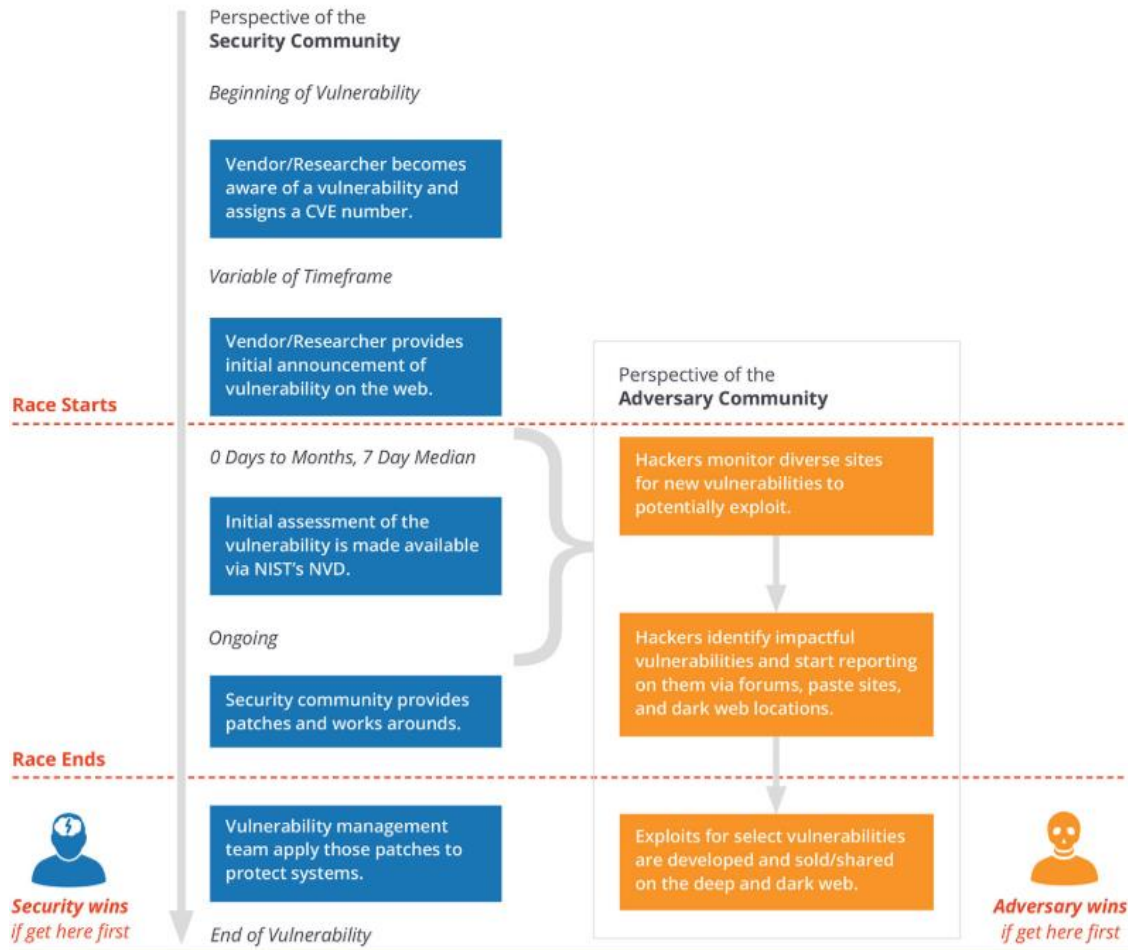 Perspective of the
Security Community
Beginning of Vulnerability
Vendor/Researcher becomes
aware of a vulnerability and
assigns a CVE number.
Variable of Timeframe
Vendor/Researcher provides
initial announcement of
vulnerability on the web.
Perspective of the
Adversary Community
Race Starts
0 Days to Months, 7 Day Median
Hackers monitor diverse sites
for new vulnerabilities to
potentially exploit.
Initial assessment of the
vulnerability is made available
via NIST's NVD.
Ongoing
Hackers identify impactful
vulnerabilities and start reporting
on them via forums, paste sites,
and dark web locations.
Security community provides
patches and works arounds.
Race Ends
Vulnerability management
team apply those patches to
protect systems.
Exploits for select vulnerabilities
are developed and sold/shared
on the deep and dark web.
Security wins
if get here first
Adversary wins
if get here first
End of Vulnerability